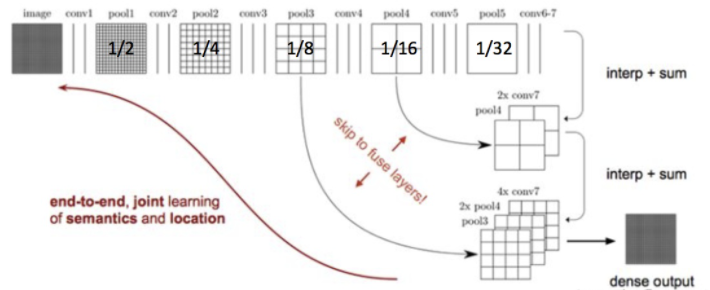 image conv1 pool1 conv2 pool2 conv3 pool3 conv4 pool4 conv5 pool5 conv6-7
1/2 1/4 1/8 1/16 1/32
interp + sum
2x conv7
pool4
skip to fuse layers!
interp + sum
4x conv7
2x pool4
pool3
end-to-end, joint learning
of semantics and location
dense output